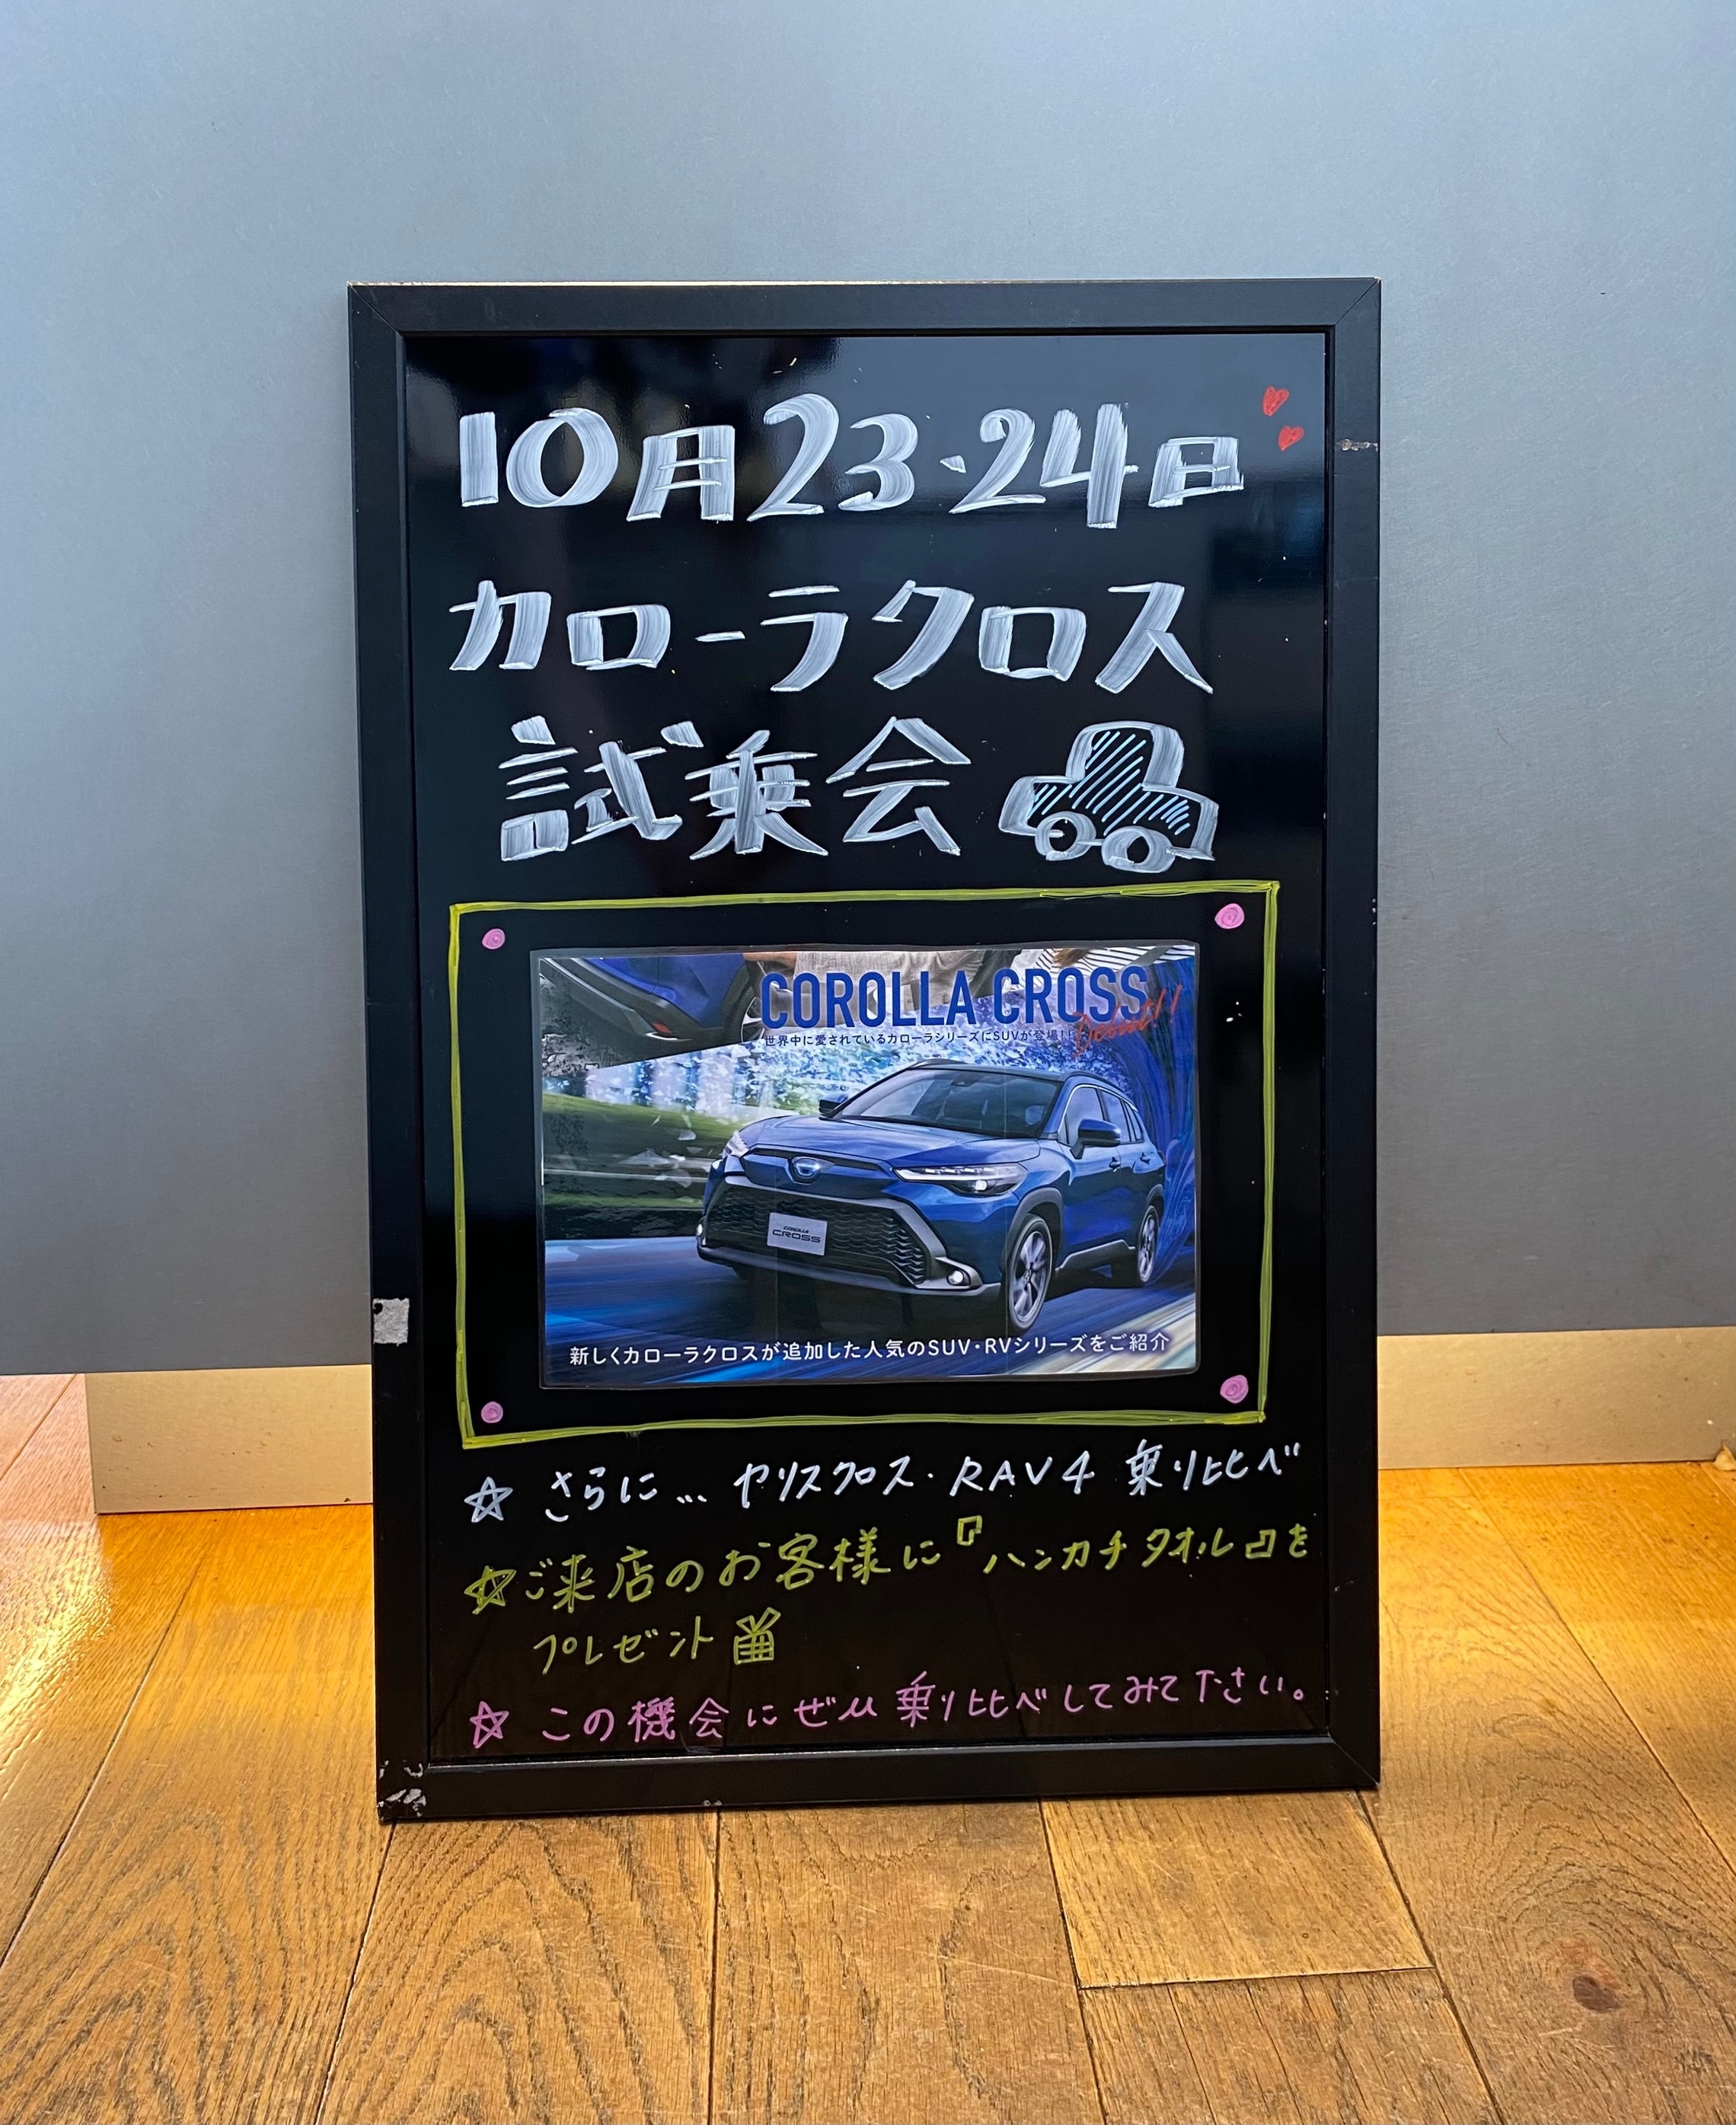 10月23・24日
カローラクロス
試乗会
COROLLA CROSS
Debut!!
世界中に愛されているカローラシリーズにSUVが登場!!
COROLLA
CROSS
新しくカローラクロスが追加した人気のSUV・RVシリーズをご紹介
☆ さらに… ヤリスクロス・RAV4 乗り比べ
☆ご来店のお客様に『ハンカチタオル』を
プレゼント
☆ この機会にぜひ乗り比べしてみて下さい。